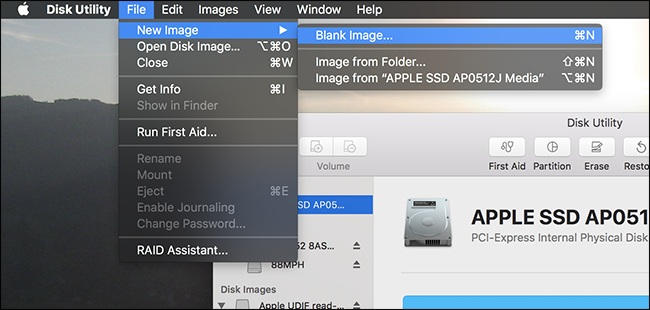 Disk Utility File Edit Images View Window Help
New Image ▶
Open Disk Image... ⌥⌘O
Close ⌘W
Get Info ⌘I
Show in Finder
Run First Aid...
Rename
Mount
Eject ⌘E
Enable Journaling
Change Password...
RAID Assistant...
Blank Image... ⌘N
Image from Folder... ⇧⌘N
Image from “APPLE SSD AP0512J Media” ⌥⌘N
Disk Utility
Volume
First Aid Partition Erase Resto
SD AP05...
52 8AS...
88MPH
Disk Images
Apple UDIF read-...
APPLE SSD AP051
PCI-Express Internal Physical Disk